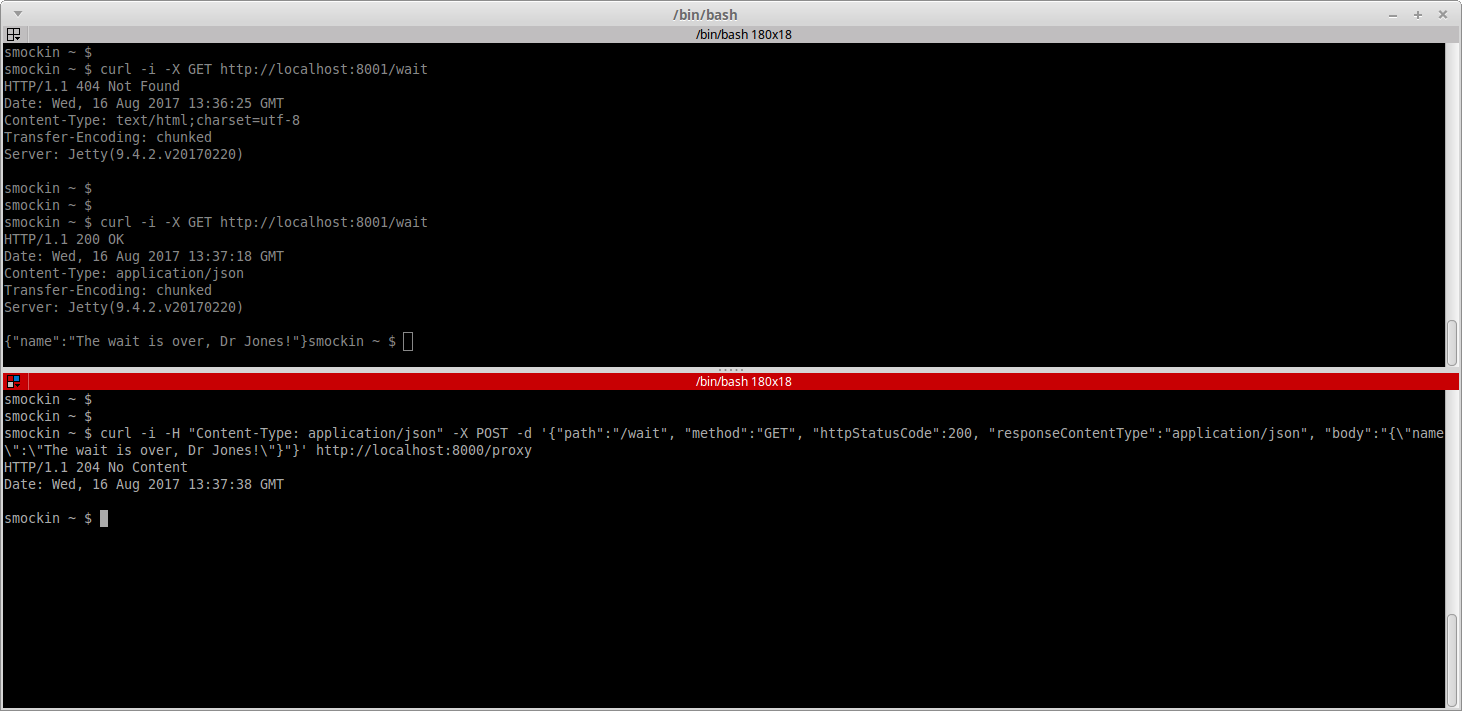 /bin/bash
/bin/bash 180x18
smockin ~ $
smockin ~ $ curl -i -X GET http://localhost:8001/wait
HTTP/1.1 404 Not Found
Date: Wed, 16 Aug 2017 13:36:25 GMT
Content-Type: text/html;charset=utf-8
Transfer-Encoding: chunked
Server: Jetty(9.4.2.v20170220)
smockin ~ $
smockin ~ $
smockin ~ $ curl -i -X GET http://localhost:8001/wait
HTTP/1.1 200 OK
Date: Wed, 16 Aug 2017 13:37:18 GMT
Content-Type: application/json
Transfer-Encoding: chunked
Server: Jetty(9.4.2.v20170220)
{"name":"The wait is over, Dr Jones!"}smockin ~ $
/bin/bash 180x18
smockin ~ $
smockin ~ $
smockin ~ $ curl -i -H "Content-Type: application/json" -X POST -d '{"path":"/wait", "method":"GET", "httpStatusCode":200, "responseContentType":"application/json", "body":"{\"name
\":\"The wait is over, Dr Jones!\"}"}' http://localhost:8000/proxy
HTTP/1.1 204 No Content
Date: Wed, 16 Aug 2017 13:37:38 GMT
smockin ~ $